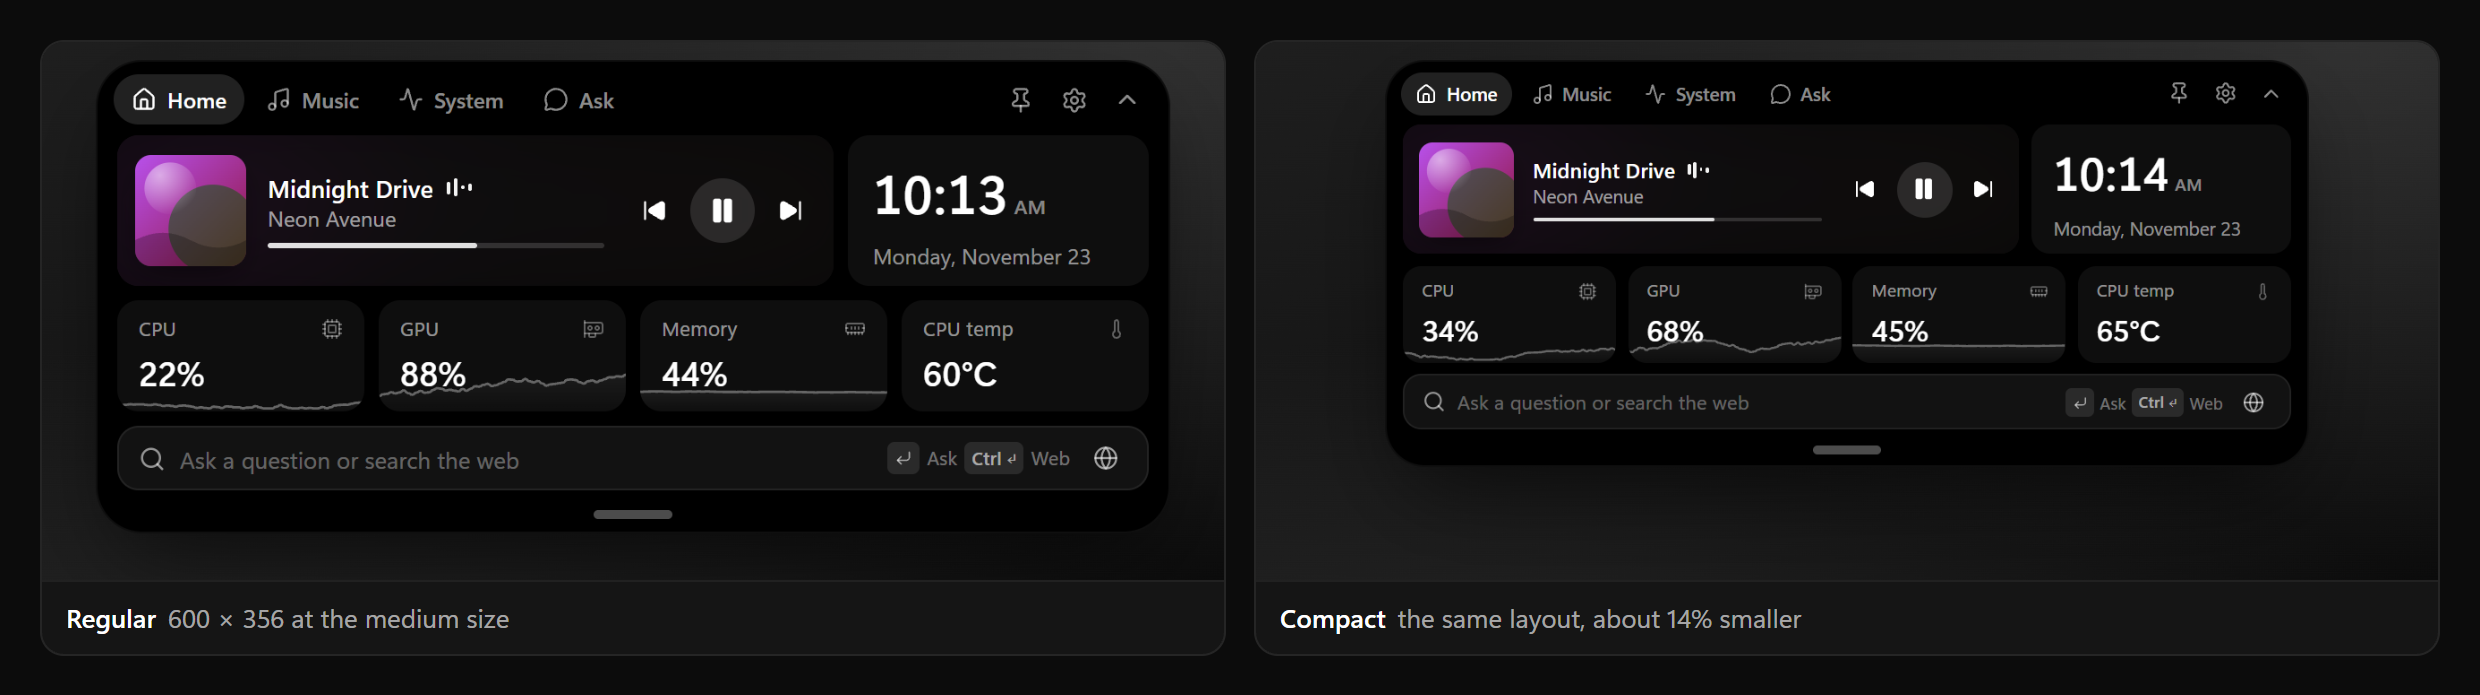 Home Music System Ask
Midnight Drive
Neon Avenue
10:13 AM
Monday, November 23
CPU
22%
GPU
88%
Memory
44%
CPU temp
60°C
Ask a question or search the web
Ask Ctrl ↵ Web
Regular 600 × 356 at the medium size
Home Music System Ask
Midnight Drive
Neon Avenue
10:14 AM
Monday, November 23
CPU
34%
GPU
68%
Memory
45%
CPU temp
65°C
Ask a question or search the web
Ask Ctrl ↵ Web
Compact the same layout, about 14% smaller